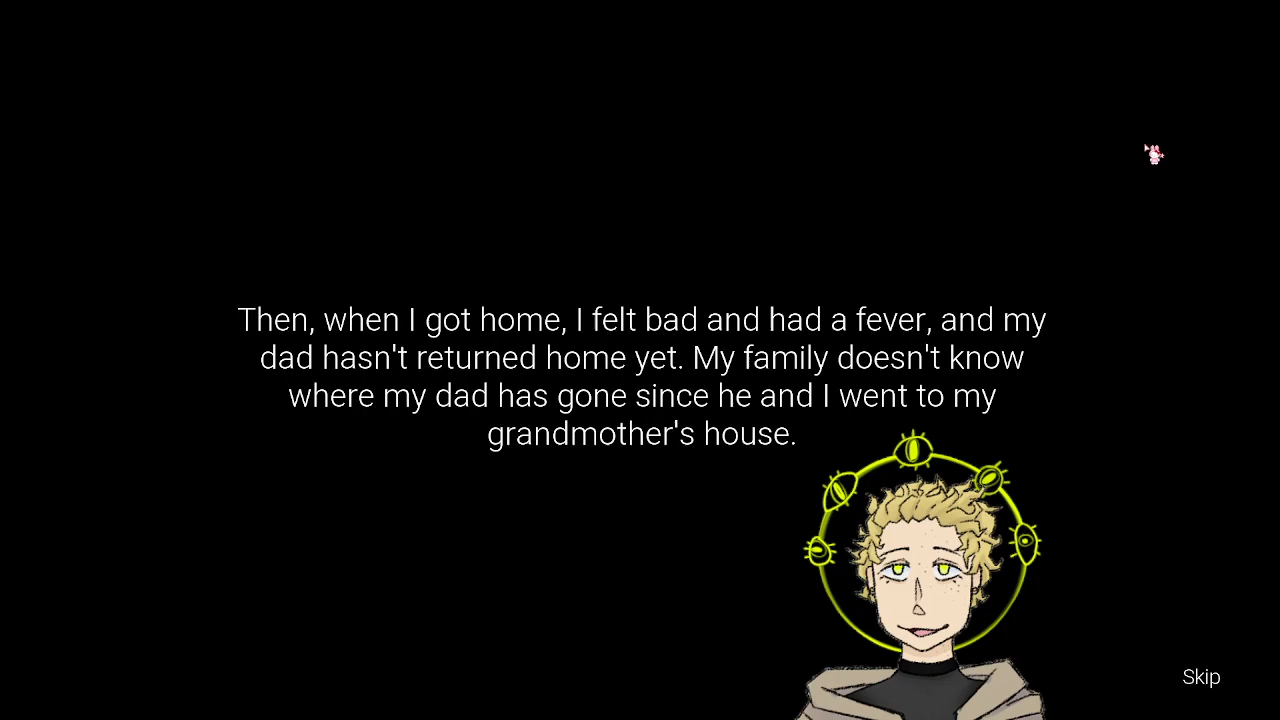 Then, when I got home, I felt bad and had a fever, and my
dad hasn't returned home yet. My family doesn't know
where my dad has gone since he and I went to my
grandmother's house.
Skip